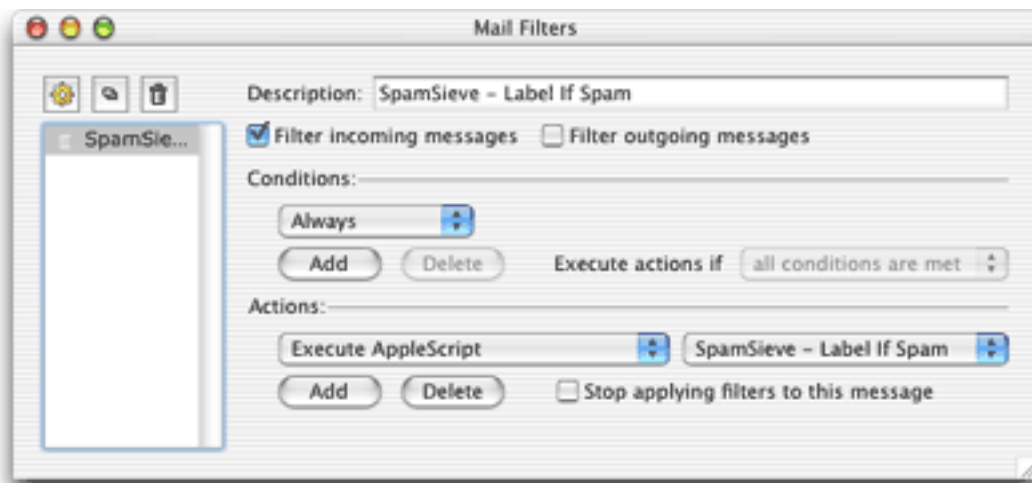 Mail Filters
Description: SpamSieve – Label If Spam
SpamSie...
Filter incoming messages Filter outgoing messages
Conditions:
Always
Add Delete Execute actions if all conditions are met
Actions:
Execute AppleScript SpamSieve – Label If Spam
Add Delete Stop applying filters to this message